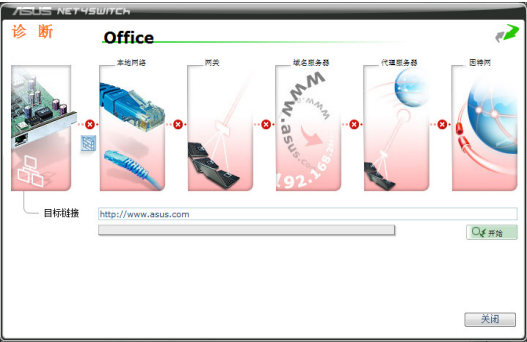 ASUS NET4SWITCH
诊 断
Office
本地网络
网关
域名服务器
代理服务器
因特网
www.asus.com
192.168.
目标链接
http://www.asus.com
开始
关闭